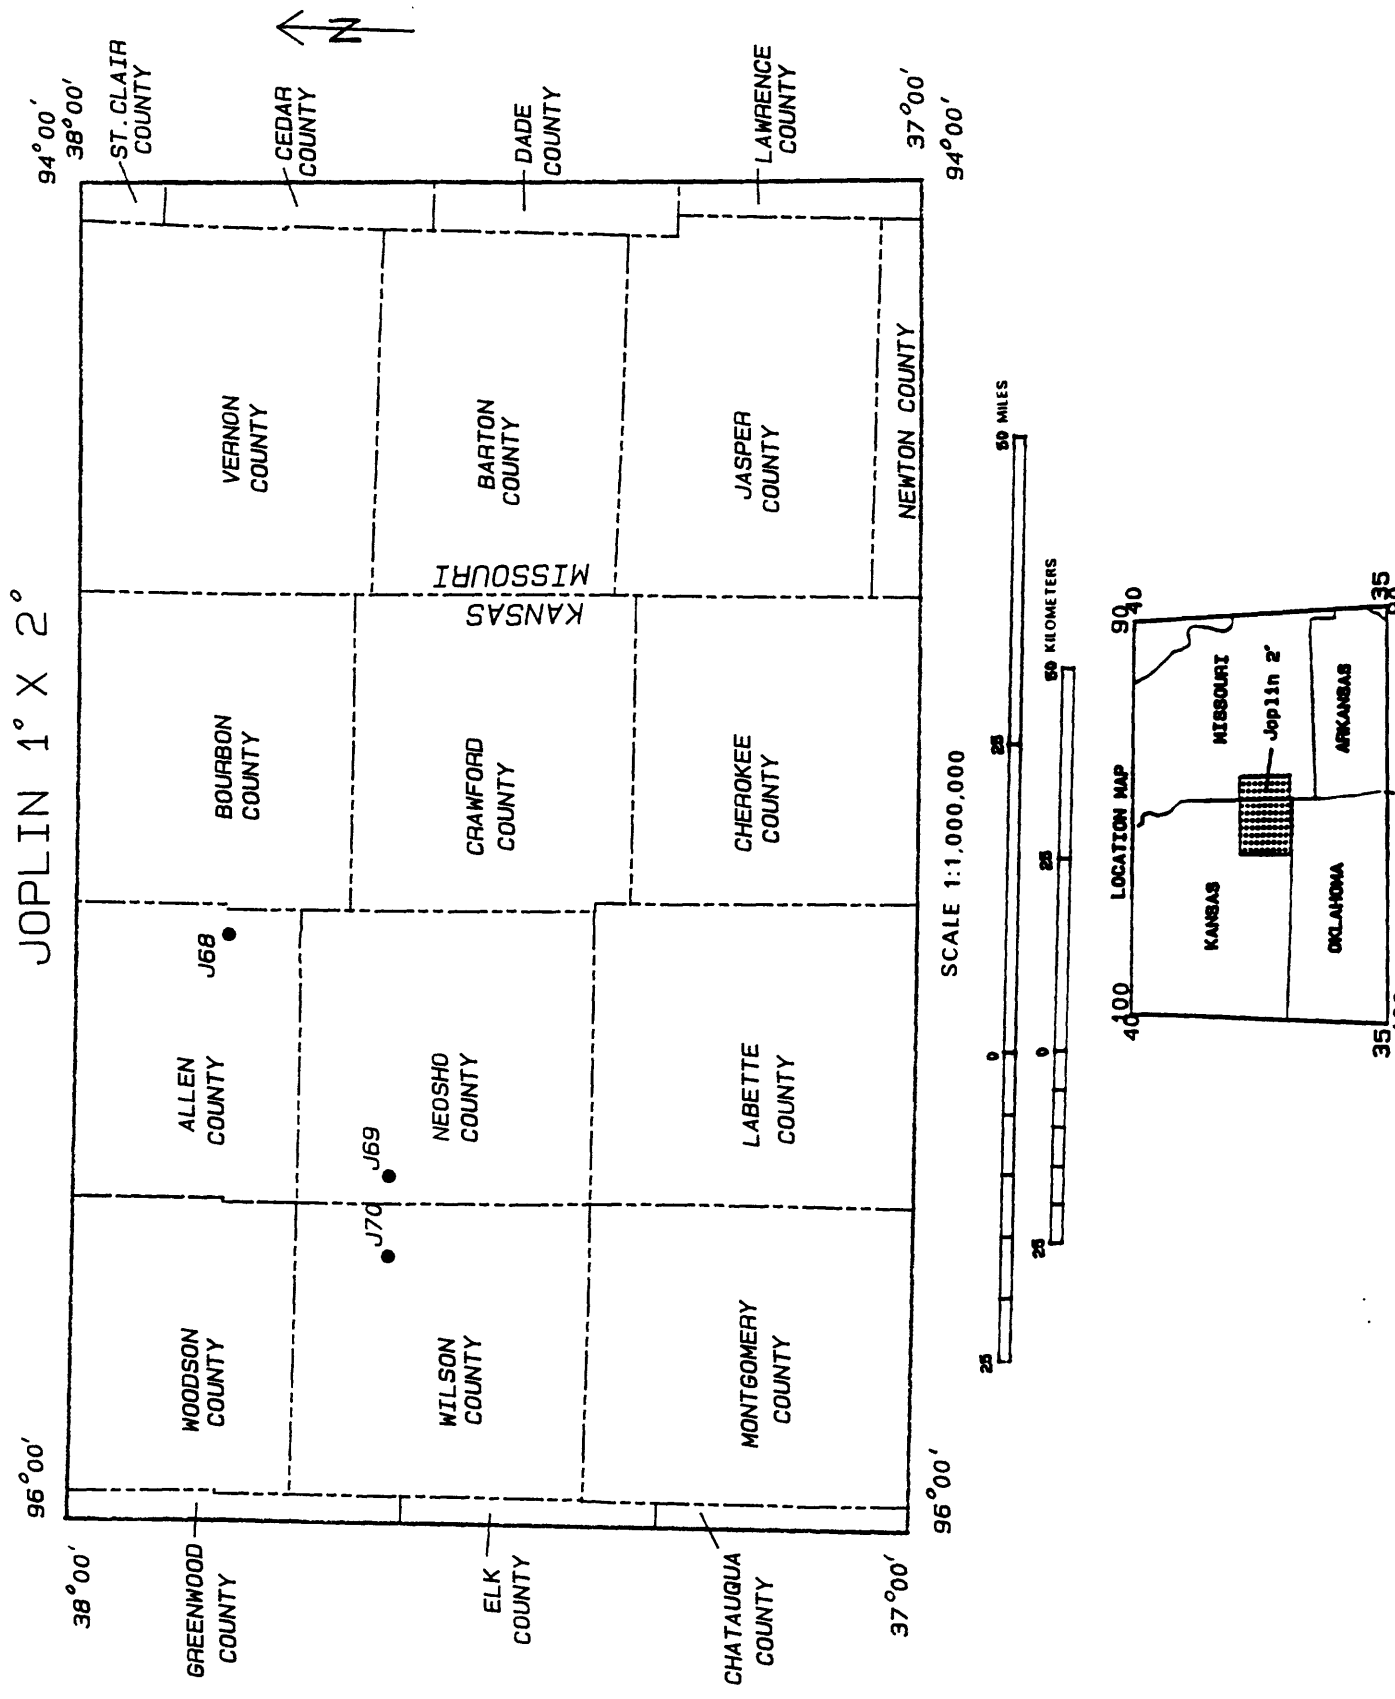 JOPLIN 1° X 2°
96°00'
94°00'
38°00'
38°00'
N
GREENWOOD
COUNTY
WOODSON
COUNTY
ALLEN
COUNTY
J68
BOURBON
COUNTY
VERNON
COUNTY
ST. CLAIR
COUNTY
CEDAR
COUNTY
ELK
COUNTY
WILSON
COUNTY
J70
J69
NEOSHO
COUNTY
CRAWFORD
COUNTY
KANSAS
MISSOURI
BARTON
COUNTY
DADE
COUNTY
CHATAUQUA
COUNTY
MONTGOMERY
COUNTY
LABETTE
COUNTY
CHEROKEE
COUNTY
JASPER
COUNTY
LAWRENCE
COUNTY
NEWTON COUNTY
37°00'
37°00'
96°00'
94°00'
SCALE 1:1,000,000
25 0 25 50 MILES
25 0 25 50 KILOMETERS
LOCATION MAP
100
90
40
40
KANSAS
MISSOURI
Joplin 2°
OKLAHOMA
ARKANSAS
35
35